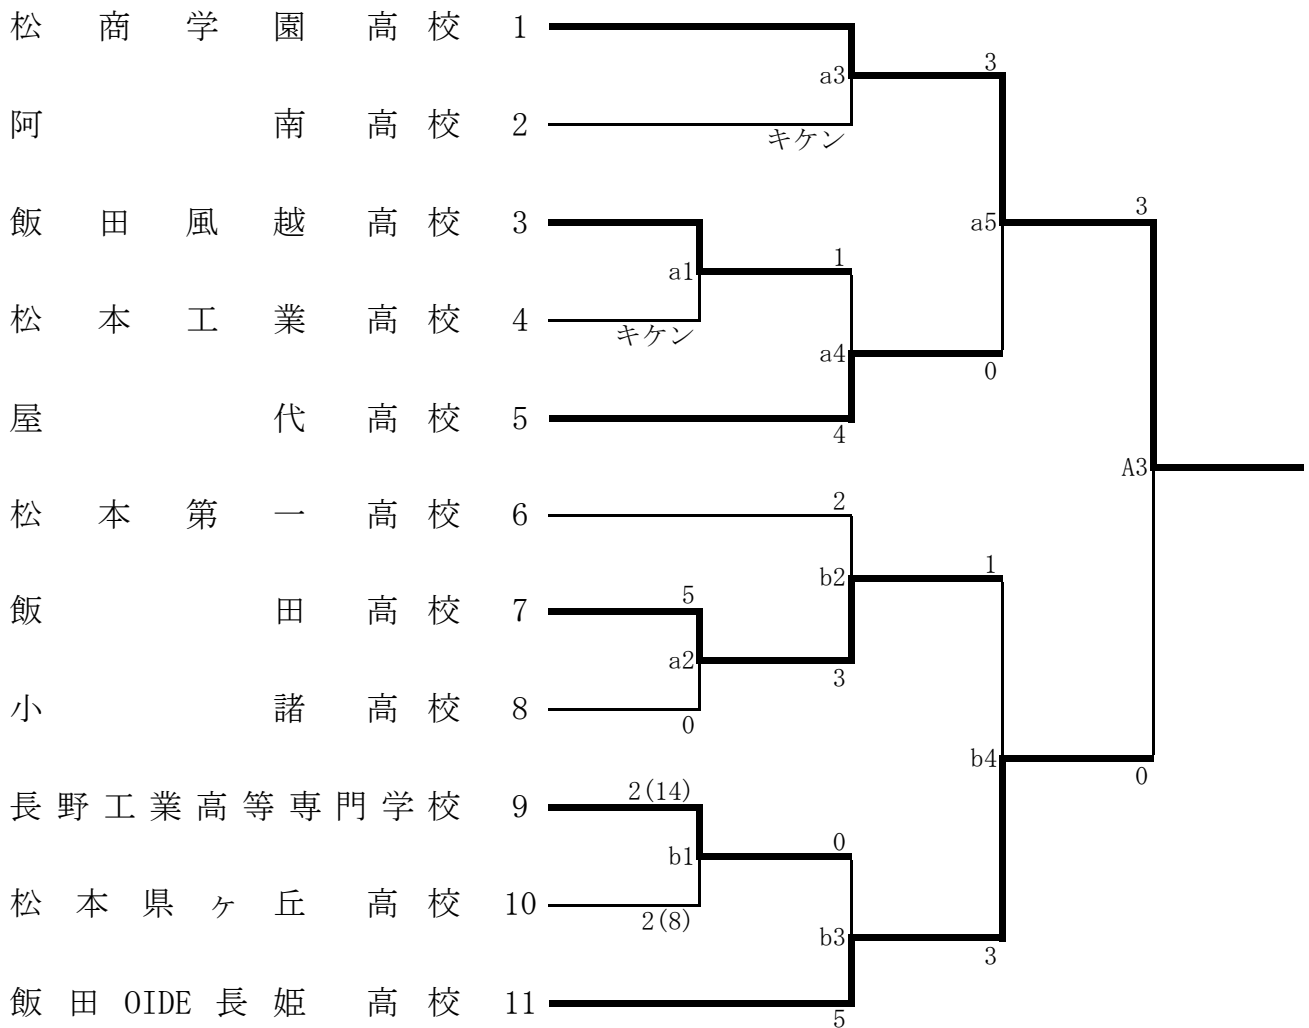 松商学園高校 1
3
a3
阿南高校 2
キケン
飯田風越高校 3
3
a5
1
a1
松本工業高校 4
キケン
a4
0
屋代高校 5
4
A3
松本第一高校 6
2
1
b2
飯田高校 7
5
a2
3
小諸高校 8
0
b4
0
長野工業高等専門学校 9
2(14)
0
b1
松本県ヶ丘高校 10
2(8)
b3
3
飯田OIDE長姫高校 11
5